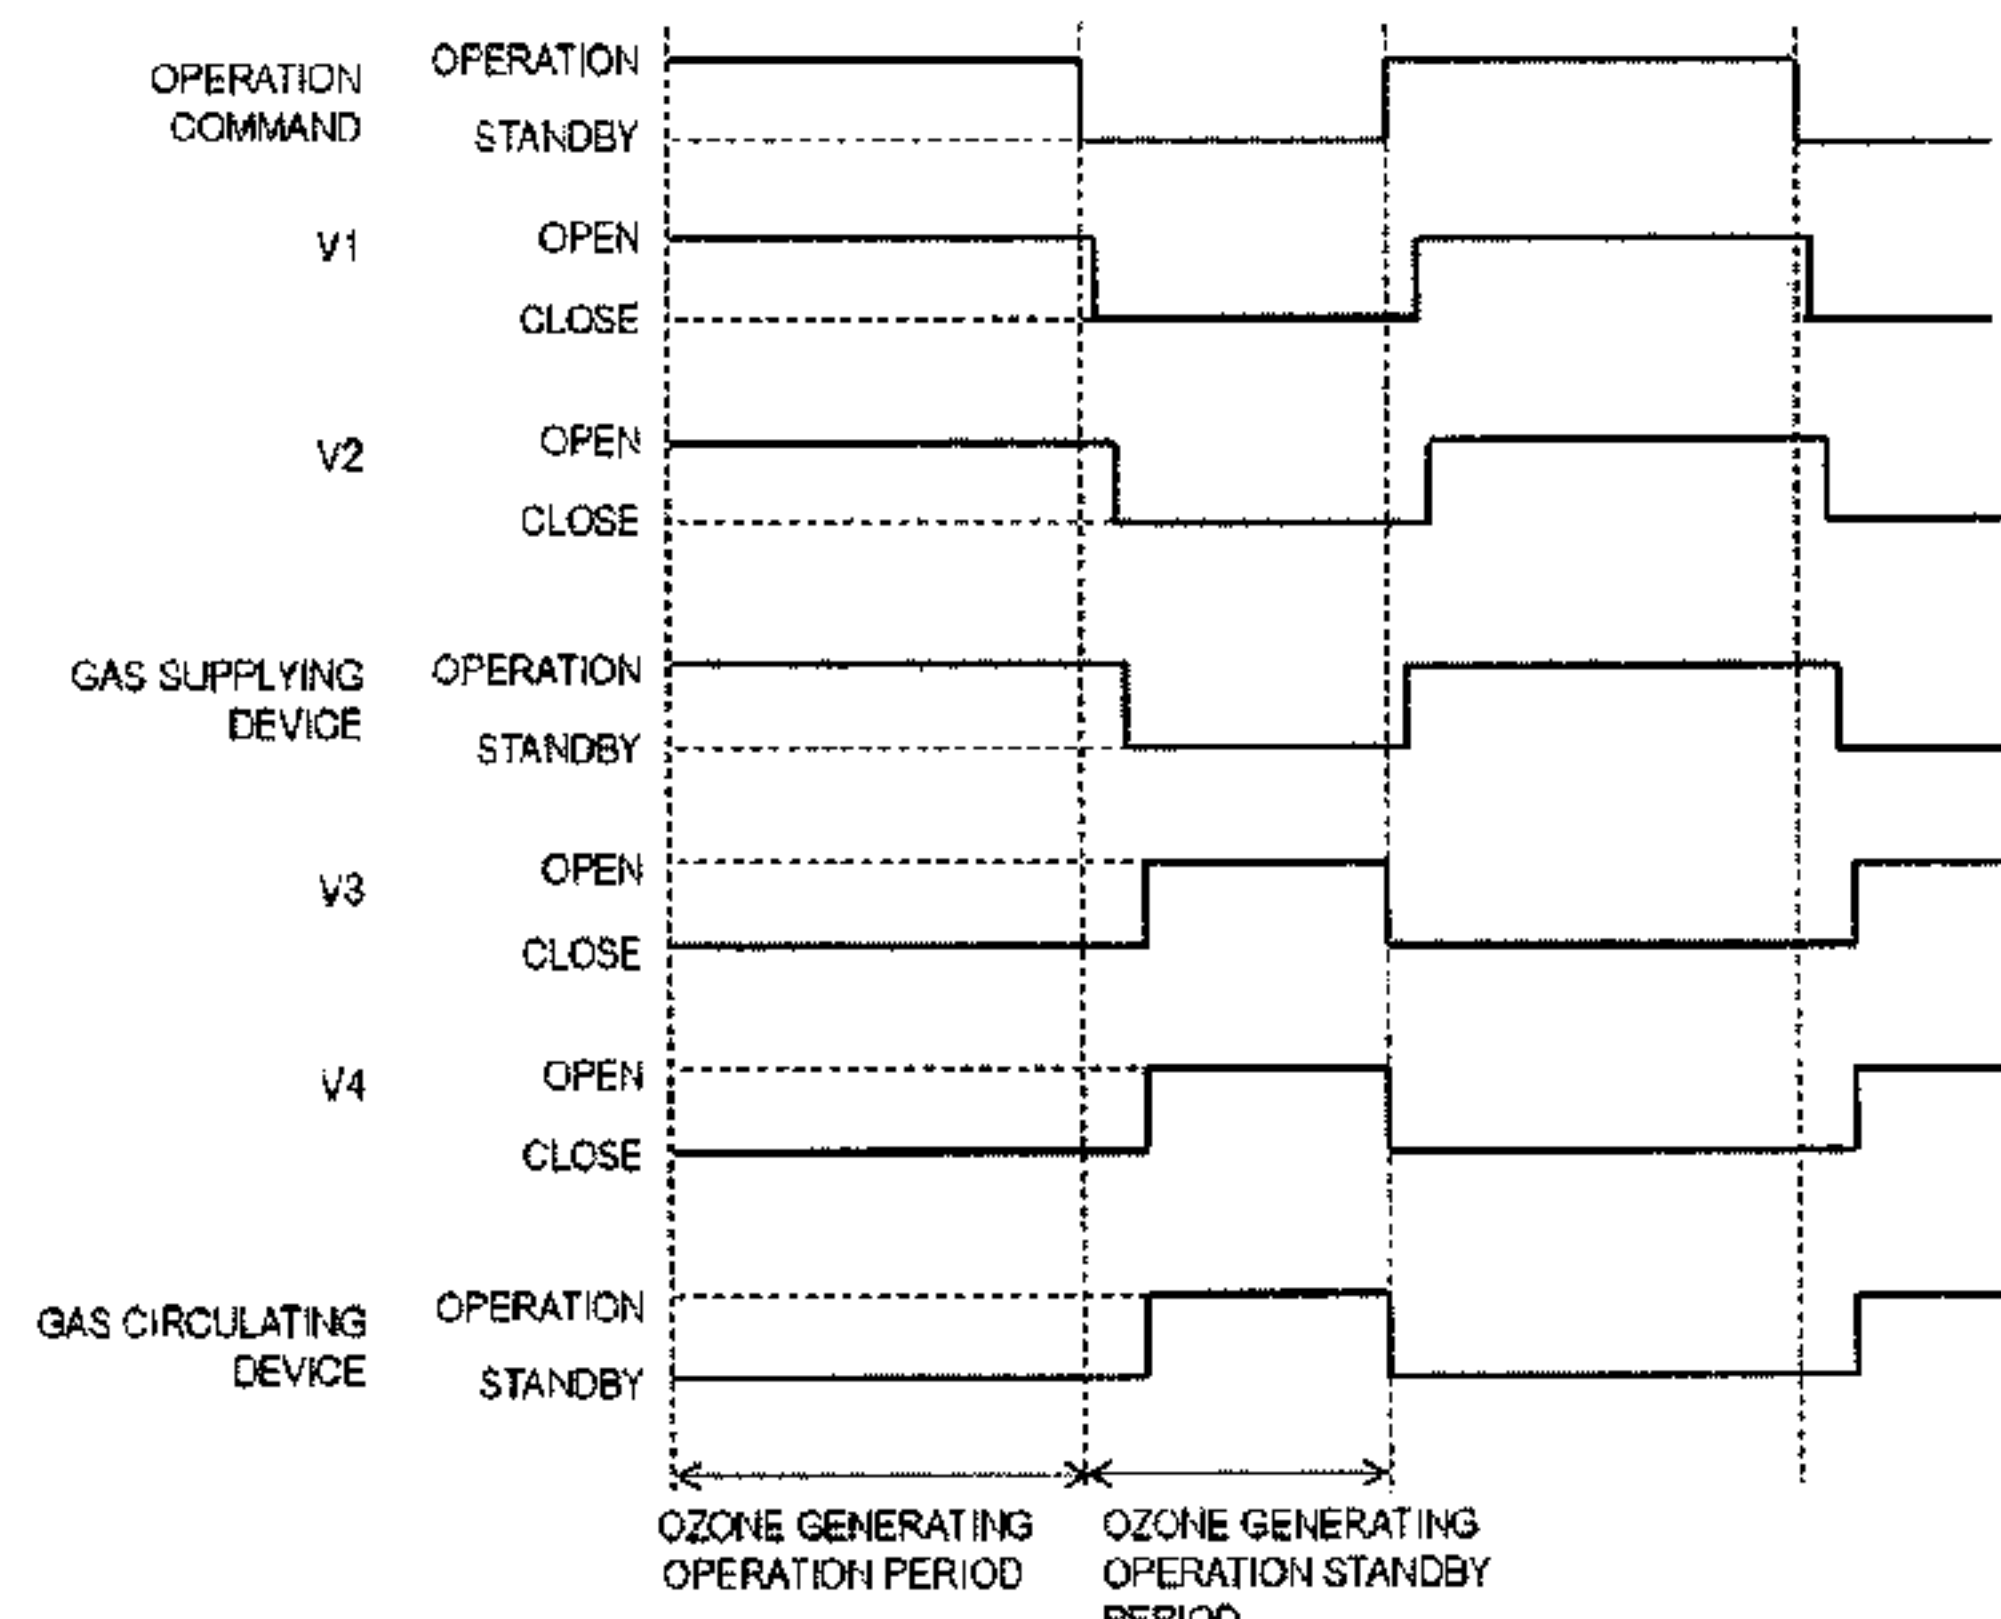 OPERATION
COMMAND
OPERATION
STANDBY
V1
OPEN
CLOSE
V2
OPEN
CLOSE
GAS SUPPLYING
DEVICE
OPERATION
STANDBY
V3
OPEN
CLOSE
V4
OPEN
CLOSE
GAS CIRCULATING
DEVICE
OPERATION
STANDBY
OZONE GENERATING
OPERATION PERIOD
OZONE GENERATING
OPERATION STANDBY
PERIOD